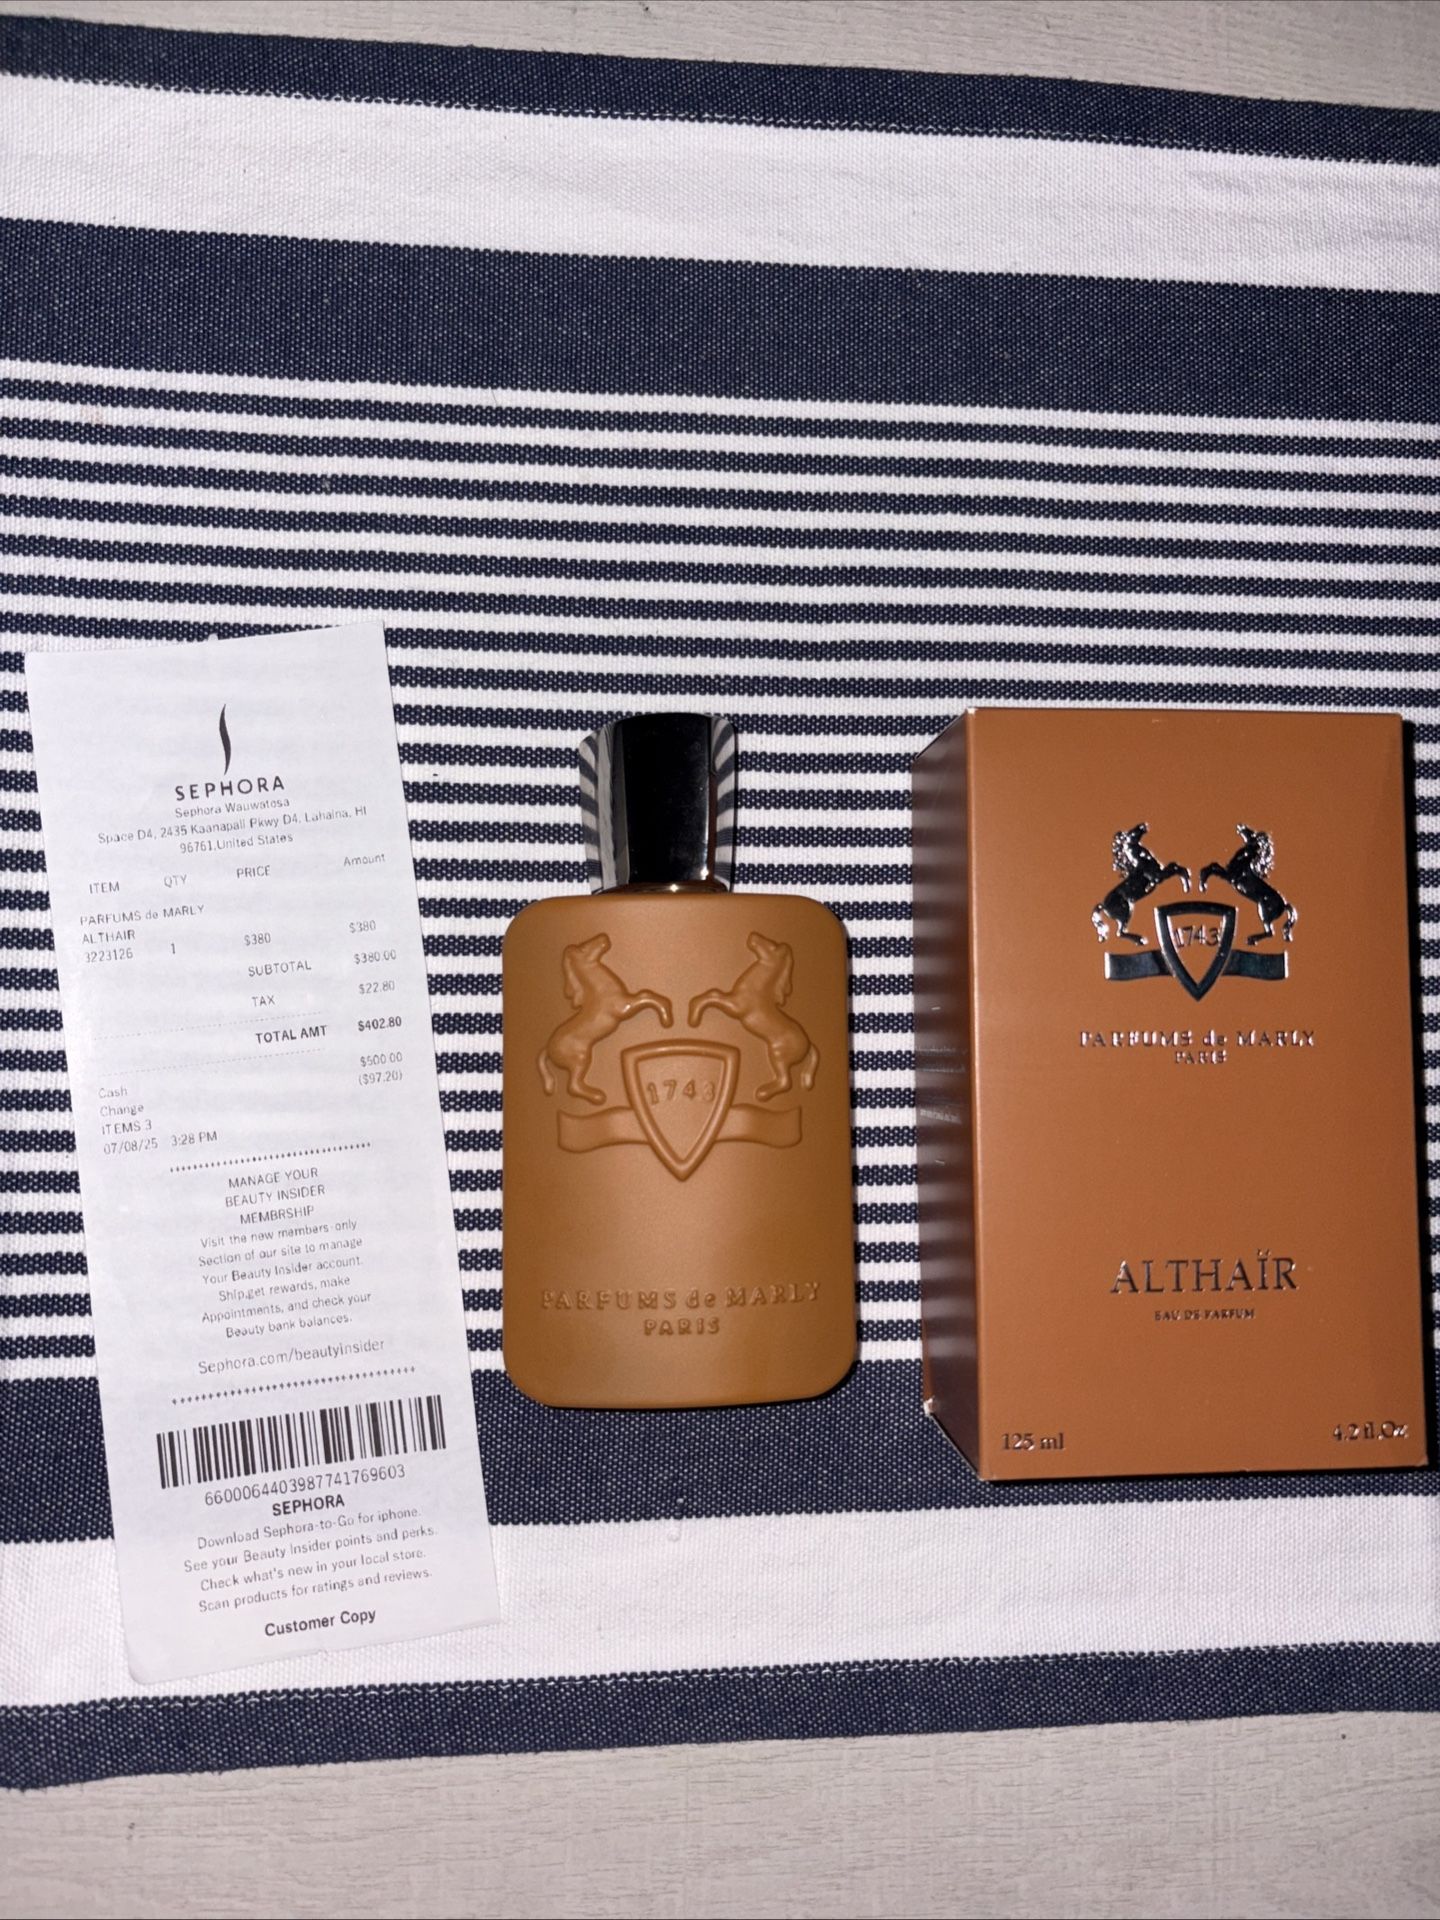 SEPHORA
Sephora Wauwatosa
Space D4, 2435 Kaanapali Pkwy D4, Lahaina, HI
96761,United States
ITEM QTY PRICE Amount
PARFUMS de MARLY
ALTHAIR
3223126 1 $380 $380
SUBTOTAL $380.00
TAX $22.80
TOTAL AMT $402.80
Cash $500.00
Change ($97.20)
ITEMS 3
07/08/25 3:28 PM
MANAGE YOUR
BEAUTY INSIDER
MEMBRSHIP
Visit the new members-only
Section of our site to manage
Your Beauty Insider account.
Ship,get rewards, make
Appointments, and check your
Beauty bank balances.
Sephora.com/beautyinsider
6600064403987741769603
SEPHORA
Download Sephora-to-Go for iphone.
See your Beauty Insider points and perks.
Check what's new in your local store.
Scan products for ratings and reviews.
Customer Copy
1743
PARFUMS de MARLY
PARIS
1743
PARFUMS de MARLY
PARIS
ALTHAÏR
EAU DE PARFUM
125 ml 4.2 fl.Oz